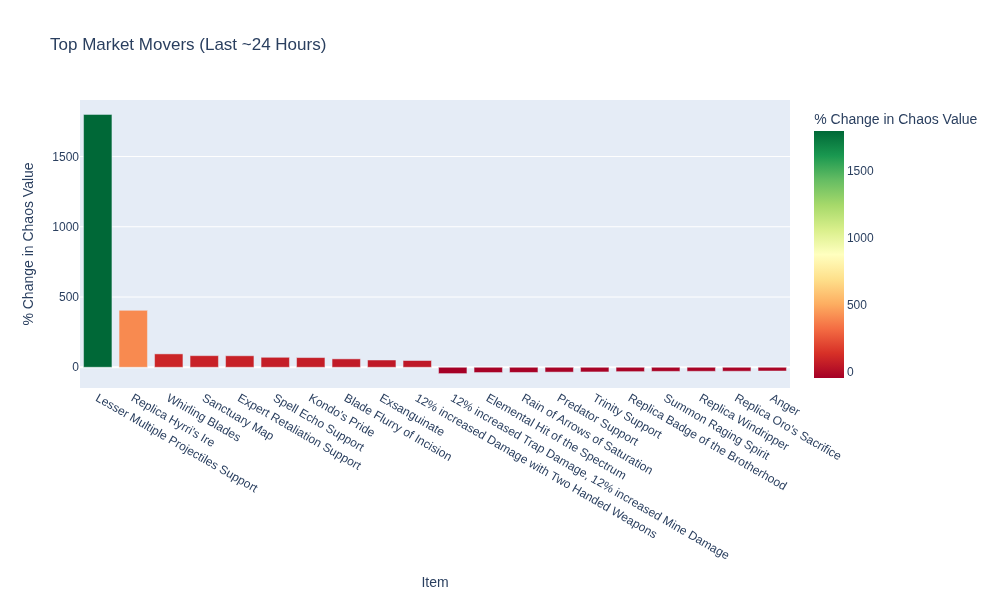 Top Market Movers (Last ~24 Hours)
% Change in Chaos Value
1500
1000
500
0
% Change in Chaos Value
1500
1000
500
0
Lesser Multiple Projectiles Support
Replica Hyrri's Ire
Whirling Blades
Sanctuary Map
Expert Retaliation Support
Spell Echo Support
Kondo's Pride
Blade Flurry of Incision
Exsanguinate
12% increased Damage with Two Handed Weapons
12% increased Trap Damage, 12% increased Mine Damage
Elemental Hit of the Spectrum
Rain of Arrows of Saturation
Predator Support
Trinity Support
Replica Badge of the Brotherhood
Summon Raging Spirit
Replica Windripper
Replica Oro's Sacrifice
Anger
Item